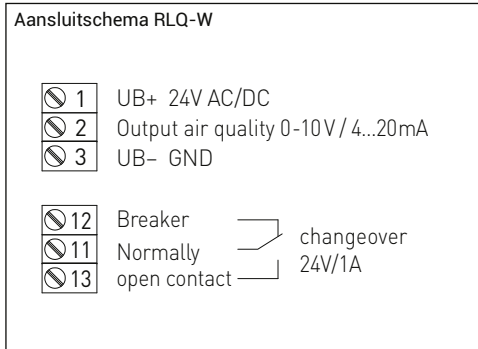 Aansluitschema RLQ-W
1 UB+ 24V AC/DC
2 Output air quality 0-10V / 4...20mA
3 UB– GND
12 Breaker
11 Normally
13 open contact
changeover
24V/1A